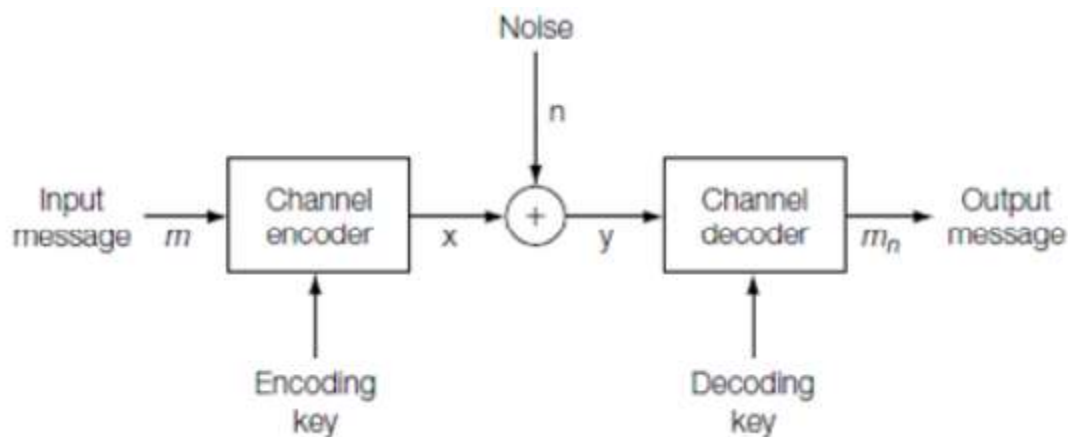 Noise
n
Input
message
m
Channel
encoder
x
+
y
Channel
decoder
mn
Output
message
Encoding
key
Decoding
key